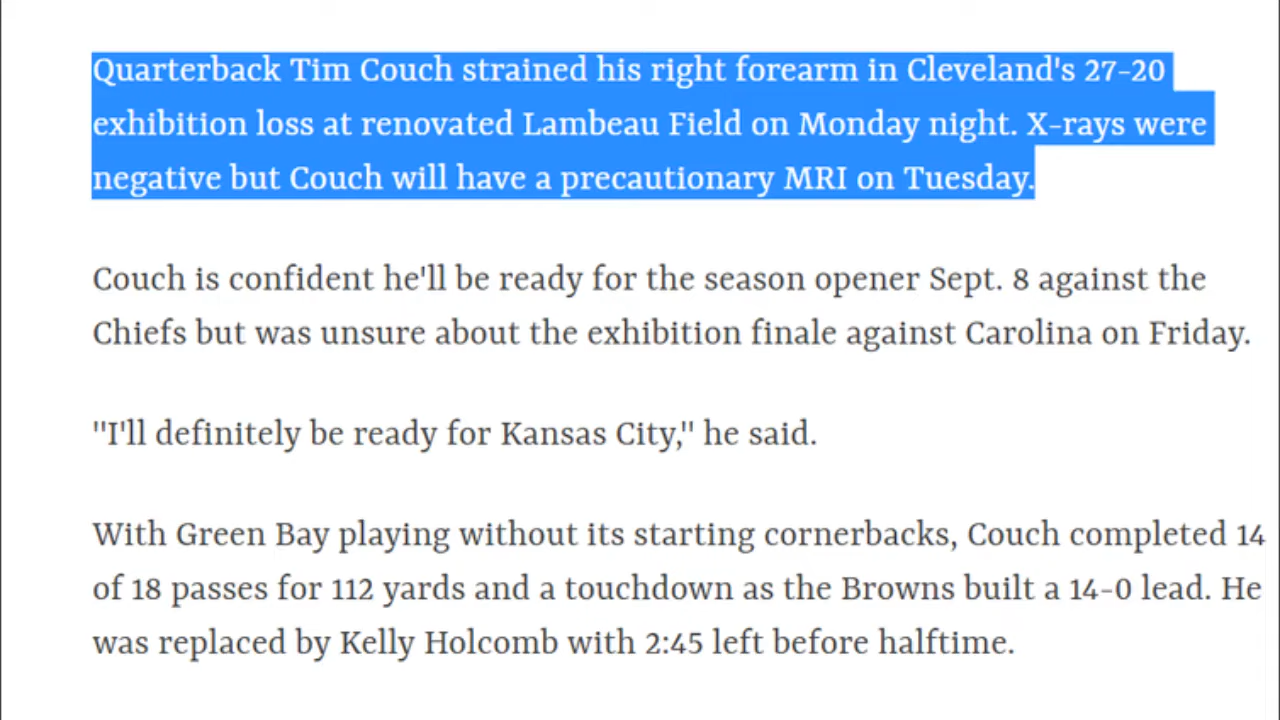 Quarterback Tim Couch strained his right forearm in Cleveland's 27-20
exhibition loss at renovated Lambeau Field on Monday night. X-rays were
negative but Couch will have a precautionary MRI on Tuesday.
Couch is confident he'll be ready for the season opener Sept. 8 against the
Chiefs but was unsure about the exhibition finale against Carolina on Friday.
"I'll definitely be ready for Kansas City," he said.
With Green Bay playing without its starting cornerbacks, Couch completed 14
of 18 passes for 112 yards and a touchdown as the Browns built a 14-0 lead. He
was replaced by Kelly Holcomb with 2:45 left before halftime.